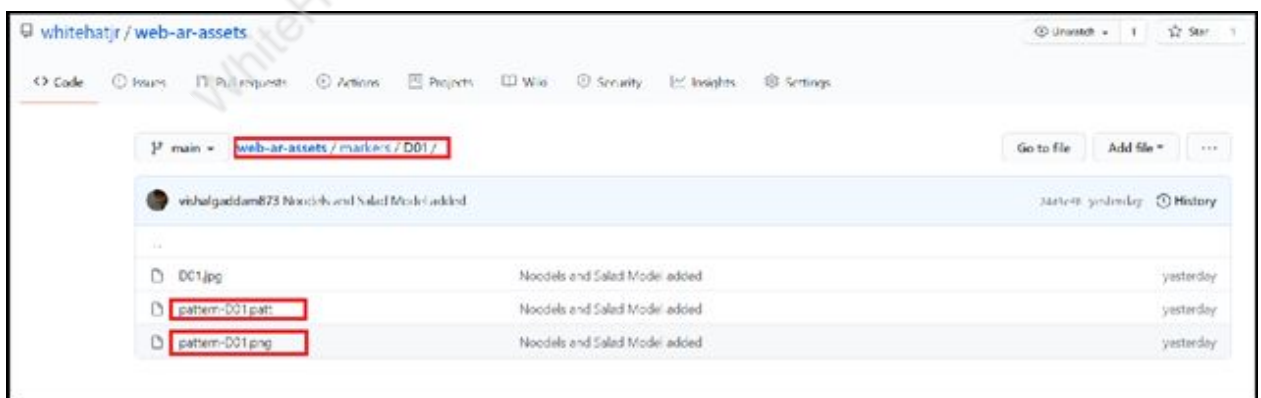 whitehatjr / web-ar-assets
Unwatch 1 Star 1
<> Code Issues Pull requests Actions Projects Wiki Security Insights Settings
main web-ar-assets / markers / D01 / Go to file Add file ...
vishalgaddam873 Noodels and Salad Model added yesterday History
..
D01.jpg Noodels and Salad Model added yesterday
pattern-D01.patt Noodels and Salad Model added yesterday
pattern-D01.png Noodels and Salad Model added yesterday